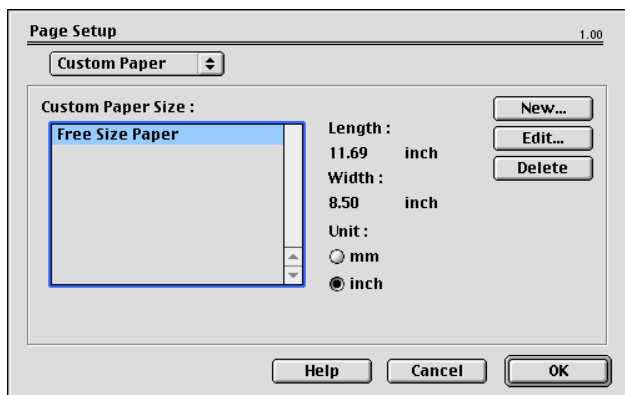 Page Setup 1.00
Custom Paper
Custom Paper Size :
Free Size Paper
Length :
11.69 inch
Width :
8.50 inch
Unit :
mm
inch
New...
Edit...
Delete
Help Cancel OK